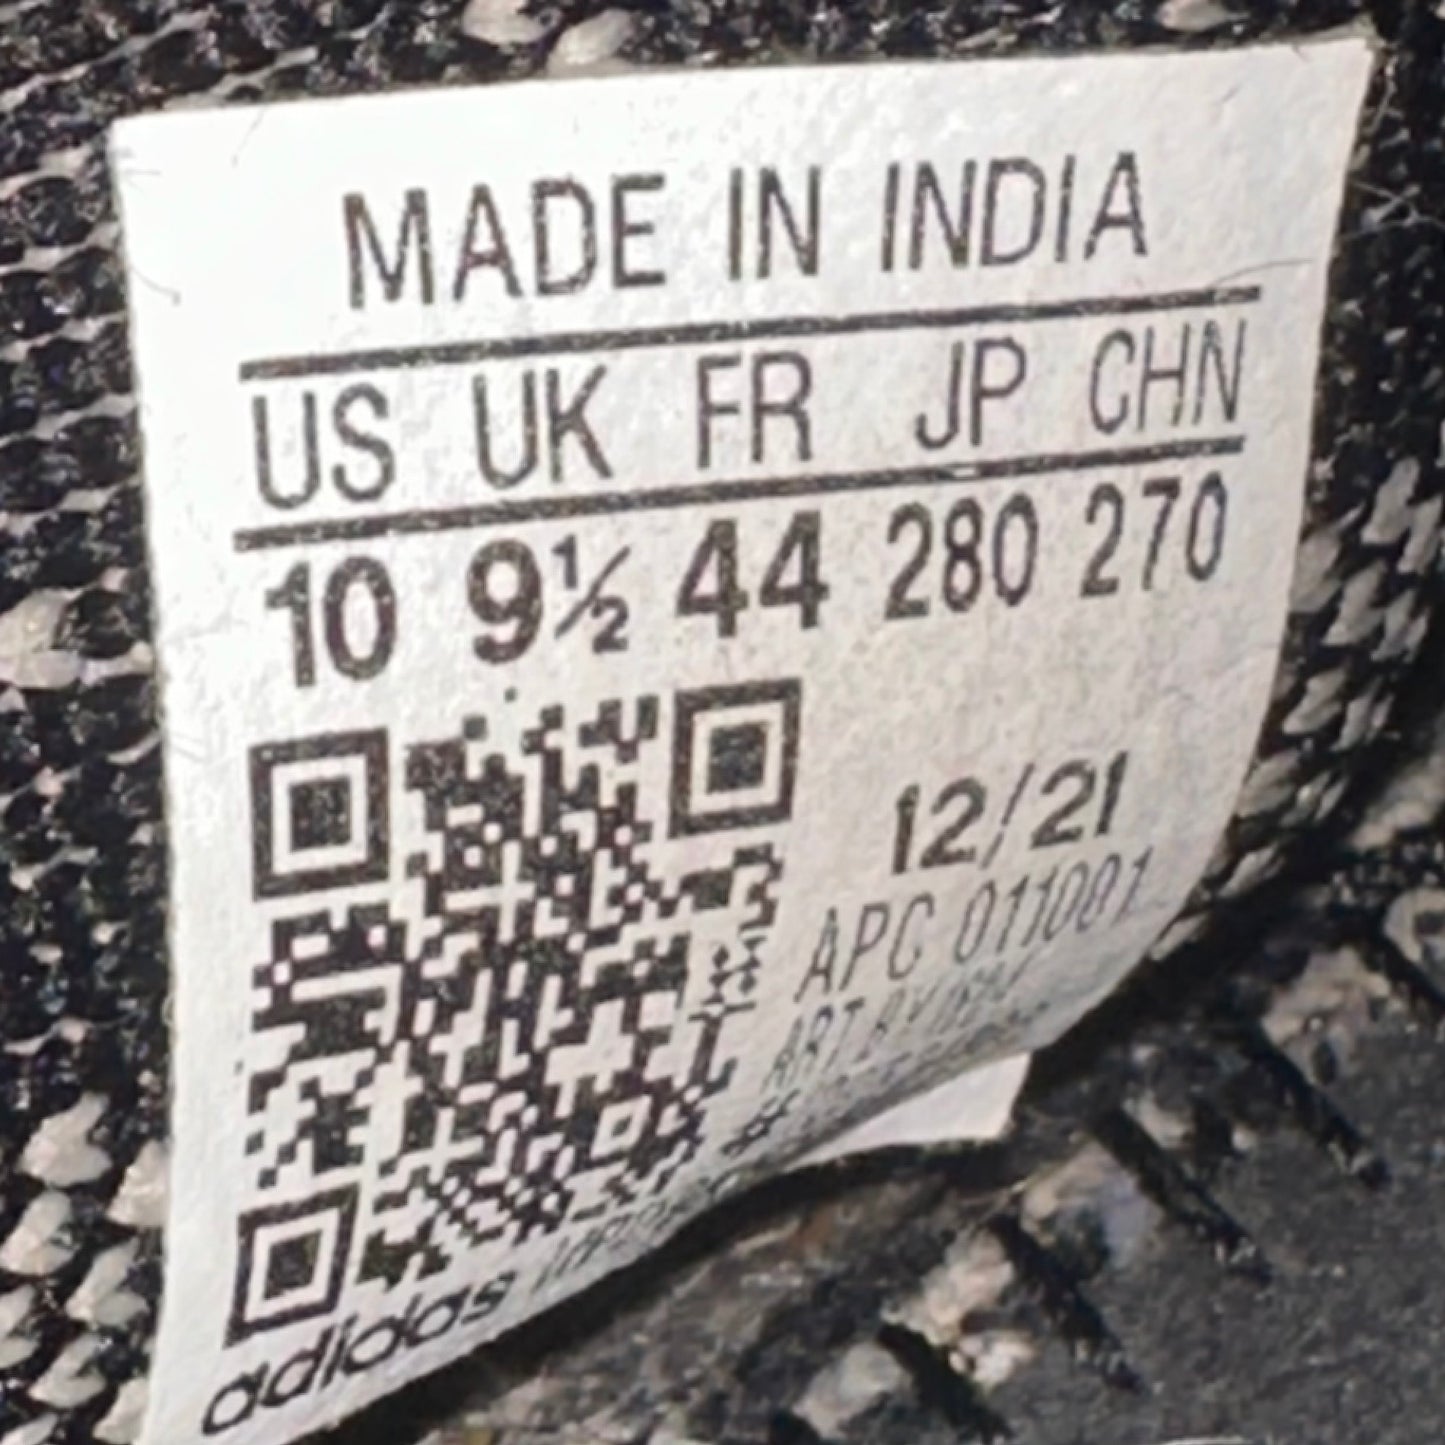 MADE IN INDIA
US UK FR JP CHN
10 9½ 44 280 270
12/21
APC 011001
ART
adidas